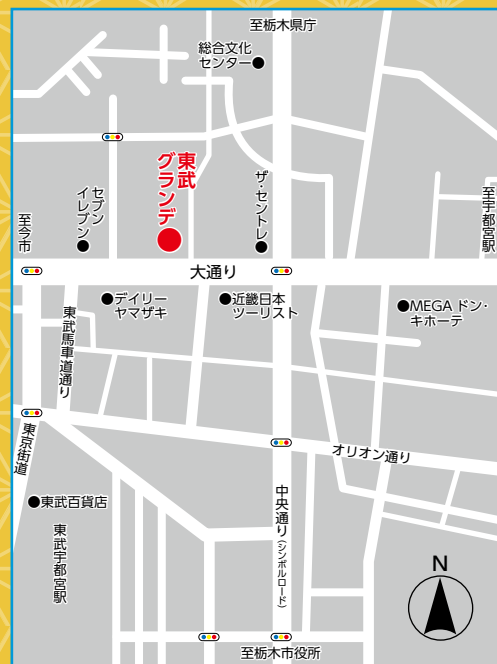 至栃木県庁
総合文化
センター
東武
グランデ
ザ・セントレ
セブン
イレブン
至今市
至宇都宮駅
大通り
デイリー
ヤマザキ
近畿日本
ツーリスト
MEGAドン・
キホーテ
東武馬車道通り
東京街道
オリオン通り
東武百貨店
東武宇都宮駅
中央通り(シンボルロード)
N
至栃木市役所